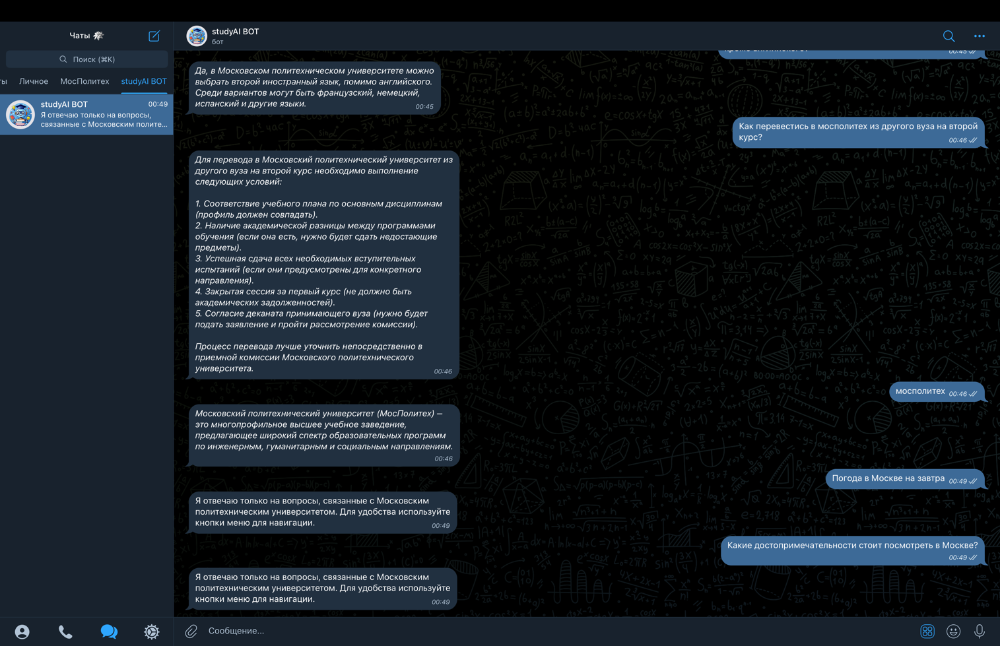 Чаты
Поиск (⌘K)
ты Личное МосПолитех studyAI BOT
studyAI BOT 00:49
Я отвечаю только на вопросы,
связанные с Московским полите...
studyAI BOT
бот
00:45
Да, в Московском политехническом университете можно
выбрать второй иностранный язык, помимо английского.
Среди вариантов могут быть французский, немецкий,
испанский и другие языки.
00:45
Как перевестись в мосполитех из другого вуза на второй
курс?
00:46
Для перевода в Московский политехнический университет из
другого вуза на второй курс необходимо выполнение
следующих условий:
1. Соответствие учебного плана по основным дисциплинам
(профиль должен совпадать).
2. Наличие академической разницы между программами
обучения (если она есть, нужно будет сдать недостающие
предметы).
3. Успешная сдача всех необходимых вступительных
испытаний (если они предусмотрены для конкретного
направления).
4. Закрытая сессия за первый курс (не должно быть
академических задолженностей).
5. Согласие деканата принимающего вуза (нужно будет
подать заявление и пройти рассмотрение комиссии).
Процесс перевода лучше уточнить непосредственно в
приемной комиссии Московского политехнического
университета.
00:46
мосполитех 00:46
Московский политехнический университет (МосПолитех) —
это многопрофильное высшее учебное заведение,
предлагающее широкий спектр образовательных программ
по инженерным, гуманитарным и социальным направлениям.
00:46
Погода в Москве на завтра 00:49
Я отвечаю только на вопросы, связанные с Московским
политехническим университетом. Для удобства используйте
кнопки меню для навигации.
00:49
Какие достопримечательности стоит посмотреть в Москве?
00:49
Я отвечаю только на вопросы, связанные с Московским
политехническим университетом. Для удобства используйте
кнопки меню для навигации.
00:49
Сообщение...